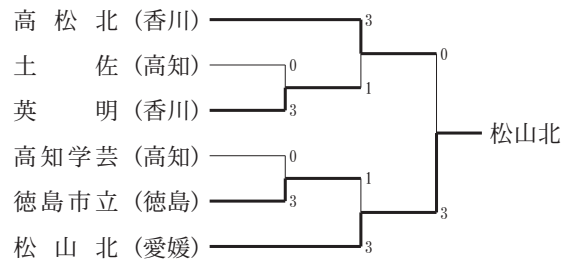 高松北(香川)
3
0
土佐(高知)
0
1
英明(香川)
3
松山北
高知学芸(高知)
0
1
徳島市立(徳島)
3
3
松山北(愛媛)
3